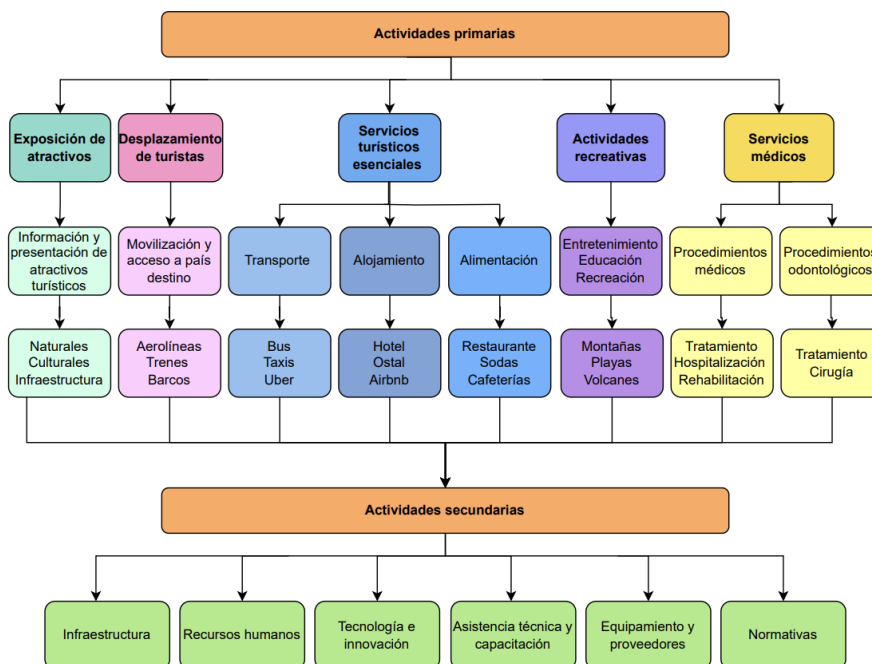 Actividades primarias
Exposición de
atractivos
Desplazamiento
de turistas
Servicios
turísticos
esenciales
Actividades
recreativas
Servicios
médicos
Información y
presentación de
atractivos
turísticos
Movilización y
acceso a país
destino
Transporte
Alojamiento
Alimentación
Entretenimiento
Educación
Recreación
Procedimientos
médicos
Procedimientos
odontológicos
Naturales
Culturales
Infraestructura
Aerolíneas
Trenes
Barcos
Bus
Taxis
Uber
Hotel
Ostal
Airbnb
Restaurante
Sodas
Cafeterías
Montañas
Playas
Volcanes
Tratamiento
Hospitalización
Rehabilitación
Tratamiento
Cirugía
Actividades secundarias
Infraestructura
Recursos humanos
Tecnología e
innovación
Asistencia técnica y
capacitación
Equipamiento y
proveedores
Normativas